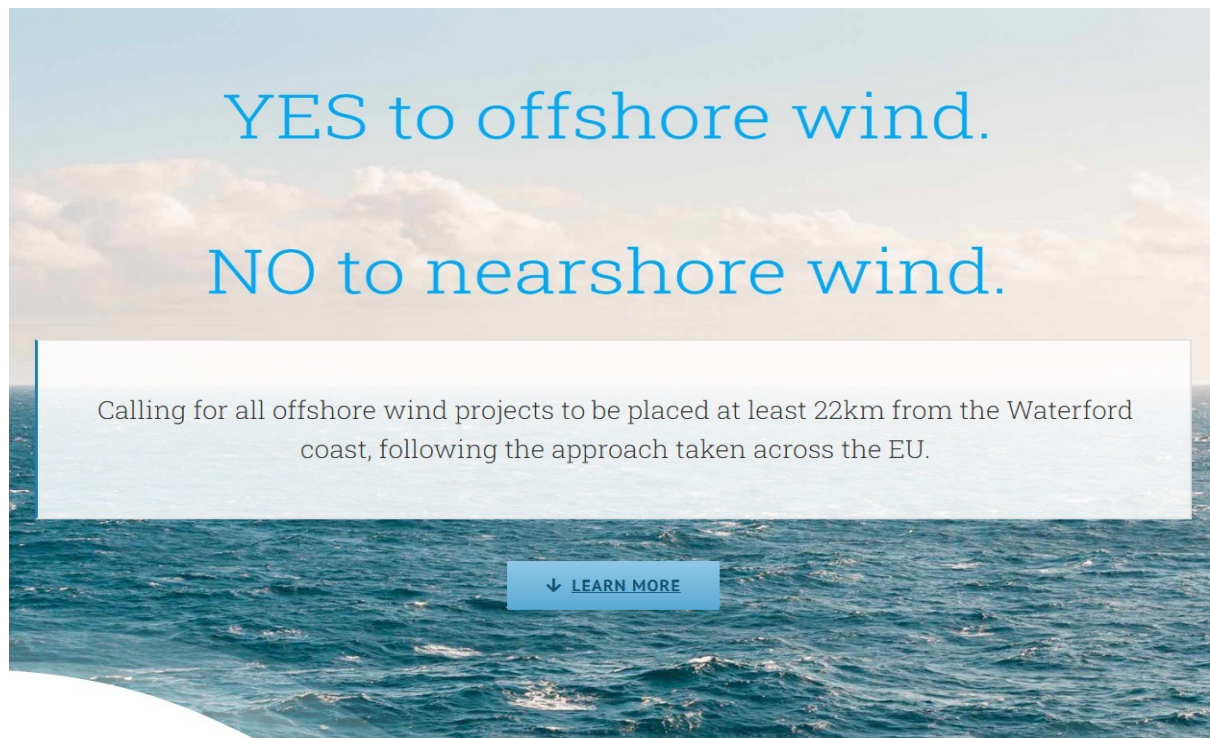 YES to offshore wind.
NO to nearshore wind.
Calling for all offshore wind projects to be placed at least 22km from the Waterford
coast, following the approach taken across the EU.
LEARN MORE